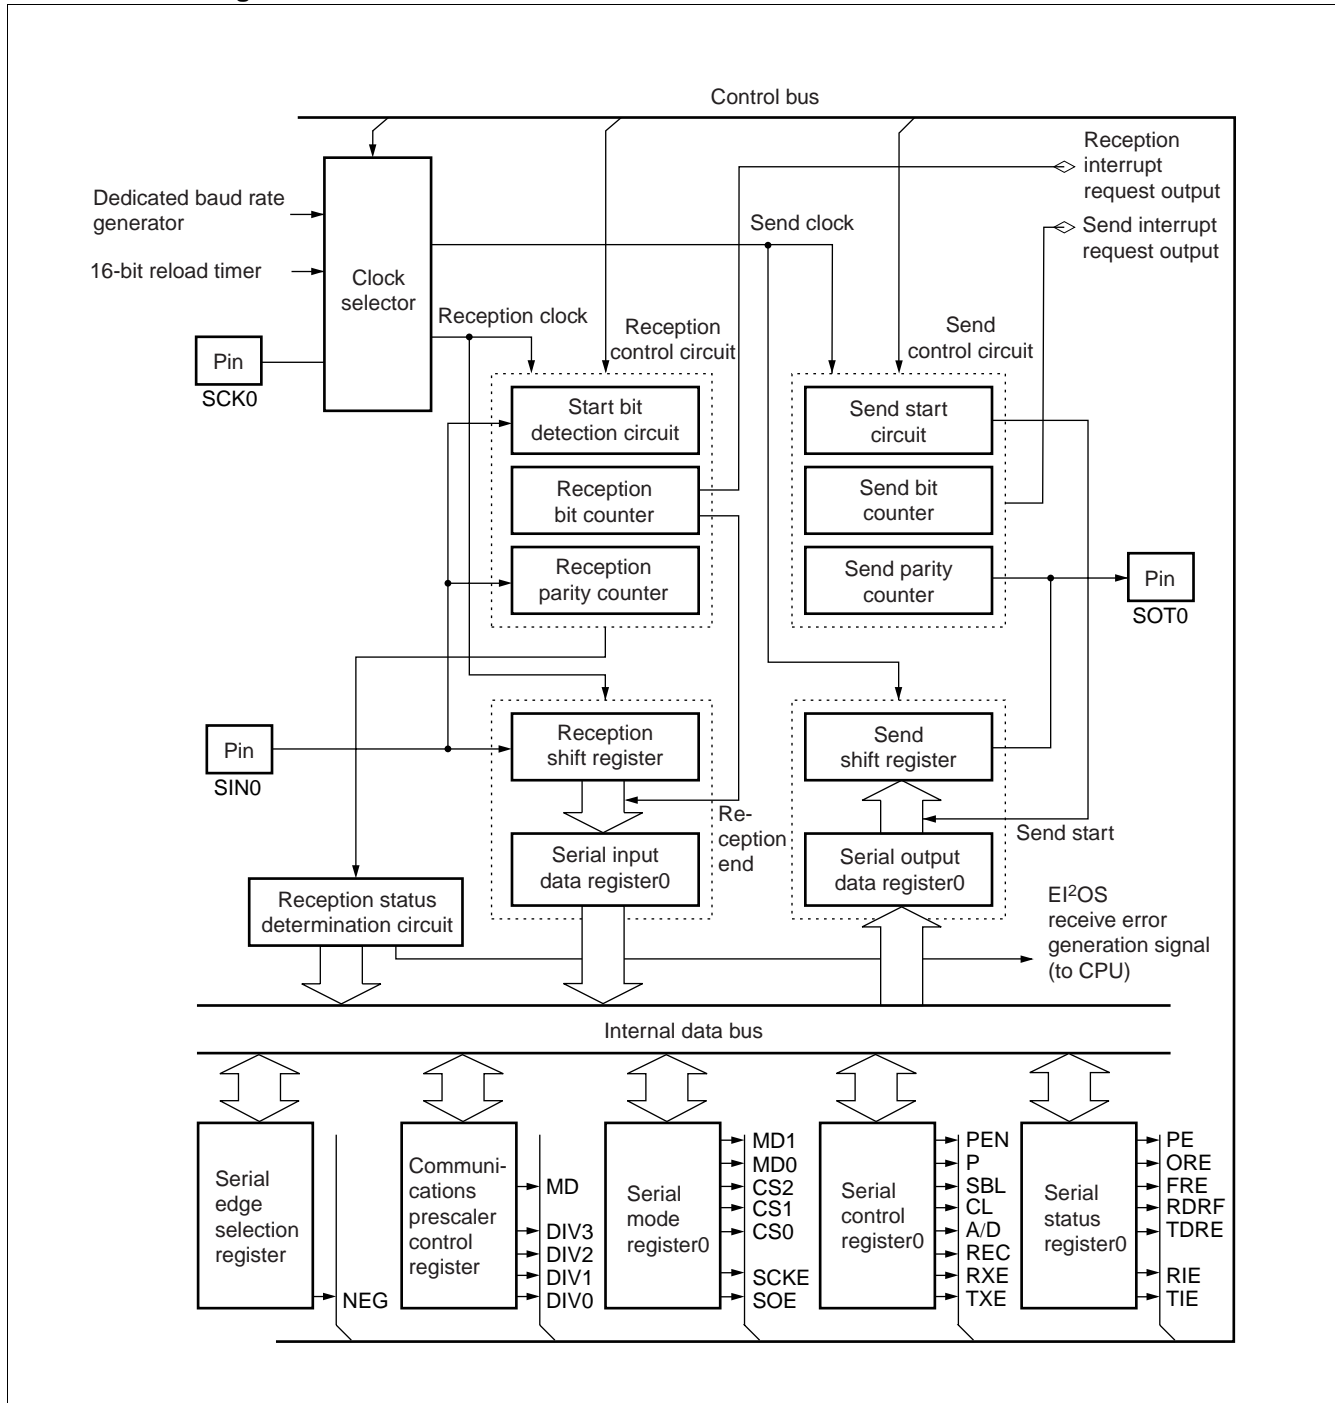 Control bus
Reception
interrupt
request output
Send interrupt
request output
Dedicated baud rate
generator
16-bit reload timer
Clock
selector
Send clock
Reception clock
Reception
control circuit
Send
control circuit
Pin
SCK0
Start bit
detection circuit
Send start
circuit
Reception
bit counter
Send bit
counter
Reception
parity counter
Send parity
counter
Pin
SOT0
Pin
SIN0
Reception
shift register
Send
shift register
Re-
ception
end
Send start
Serial input
data register0
Serial output
data register0
Reception status
determination circuit
EI²OS
receive error
generation signal
(to CPU)
Internal data bus
Serial
edge
selection
register
NEG
Communi-
cations
prescaler
control
register
MD
DIV3
DIV2
DIV1
DIV0
Serial
mode
register0
MD1
MD0
CS2
CS1
CS0
SCKE
SOE
Serial
control
register0
PEN
P
SBL
CL
A/D
REC
RXE
TXE
Serial
status
register0
PE
ORE
FRE
RDRF
TDRE
RIE
TIE